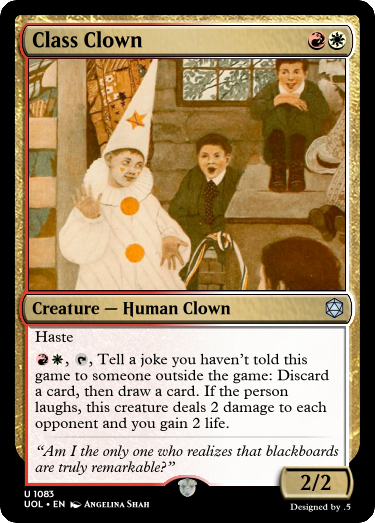 Class Clown
Creature — Human Clown
Haste
, , Tell a joke you haven’t told this
game to someone outside the game: Discard
a card, then draw a card. If the person
laughs, this creature deals 2 damage to each
opponent and you gain 2 life.
“Am I the only one who realizes that blackboards
are truly remarkable?”
2/2
U 1083
UOL • EN Angelina Shah
Designed by .5